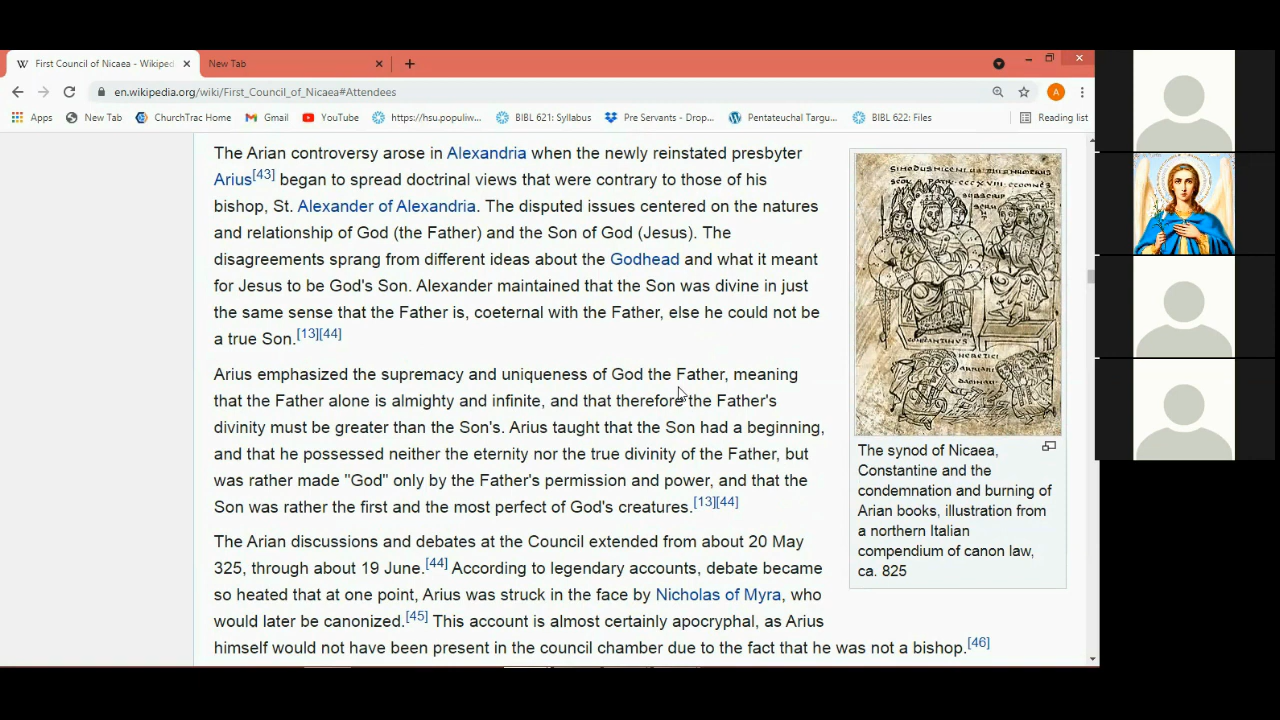 First Council of Nicaea - Wikiped
New Tab
en.wikipedia.org/wiki/First_Council_of_Nicaea#Attendees
A
Apps New Tab ChurchTrac Home Gmail YouTube https://hsu.populiw... BIBL 621: Syllabus Pre Servants - Drop... Pentateuchal Targu... BIBL 622: Files Reading list
The Arian controversy arose in Alexandria when the newly reinstated presbyter
Arius[43] began to spread doctrinal views that were contrary to those of his
bishop, St. Alexander of Alexandria. The disputed issues centered on the natures
and relationship of God (the Father) and the Son of God (Jesus). The
disagreements sprang from different ideas about the Godhead and what it meant
for Jesus to be God's Son. Alexander maintained that the Son was divine in just
the same sense that the Father is, coeternal with the Father, else he could not be
a true Son.[13][44]
Arius emphasized the supremacy and uniqueness of God the Father, meaning
that the Father alone is almighty and infinite, and that therefore the Father's
divinity must be greater than the Son's. Arius taught that the Son had a beginning,
and that he possessed neither the eternity nor the true divinity of the Father, but
was rather made "God" only by the Father's permission and power, and that the
Son was rather the first and the most perfect of God's creatures.[13][44]
The Arian discussions and debates at the Council extended from about 20 May
325, through about 19 June.[44] According to legendary accounts, debate became
so heated that at one point, Arius was struck in the face by Nicholas of Myra, who
would later be canonized.[45] This account is almost certainly apocryphal, as Arius
himself would not have been present in the council chamber due to the fact that he was not a bishop.[46]
HERETICI
The synod of Nicaea,
Constantine and the
condemnation and burning of
Arian books, illustration from
a northern Italian
compendium of canon law,
ca. 825